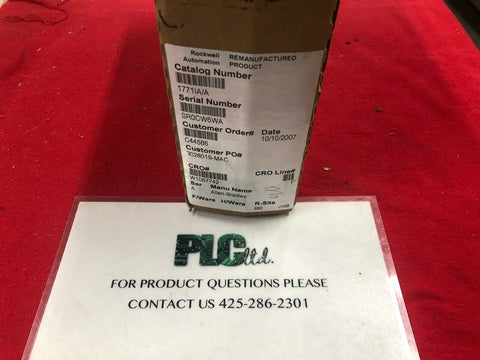 Rockwell Automation
REMANUFACTURED PRODUCT
Catalog Number
1771IA/A
Serial Number
SR0CW6WA
Customer Order# Date
C44586 10/10/2007
Customer PO#
3028019-MAC
CRO# CRO Line#
W1067742
Ser Manu Name
A Allen-Bradley
F/Ware H/Ware R-Site
PLC ltd.
FOR PRODUCT QUESTIONS PLEASE
CONTACT US 425-286-2301